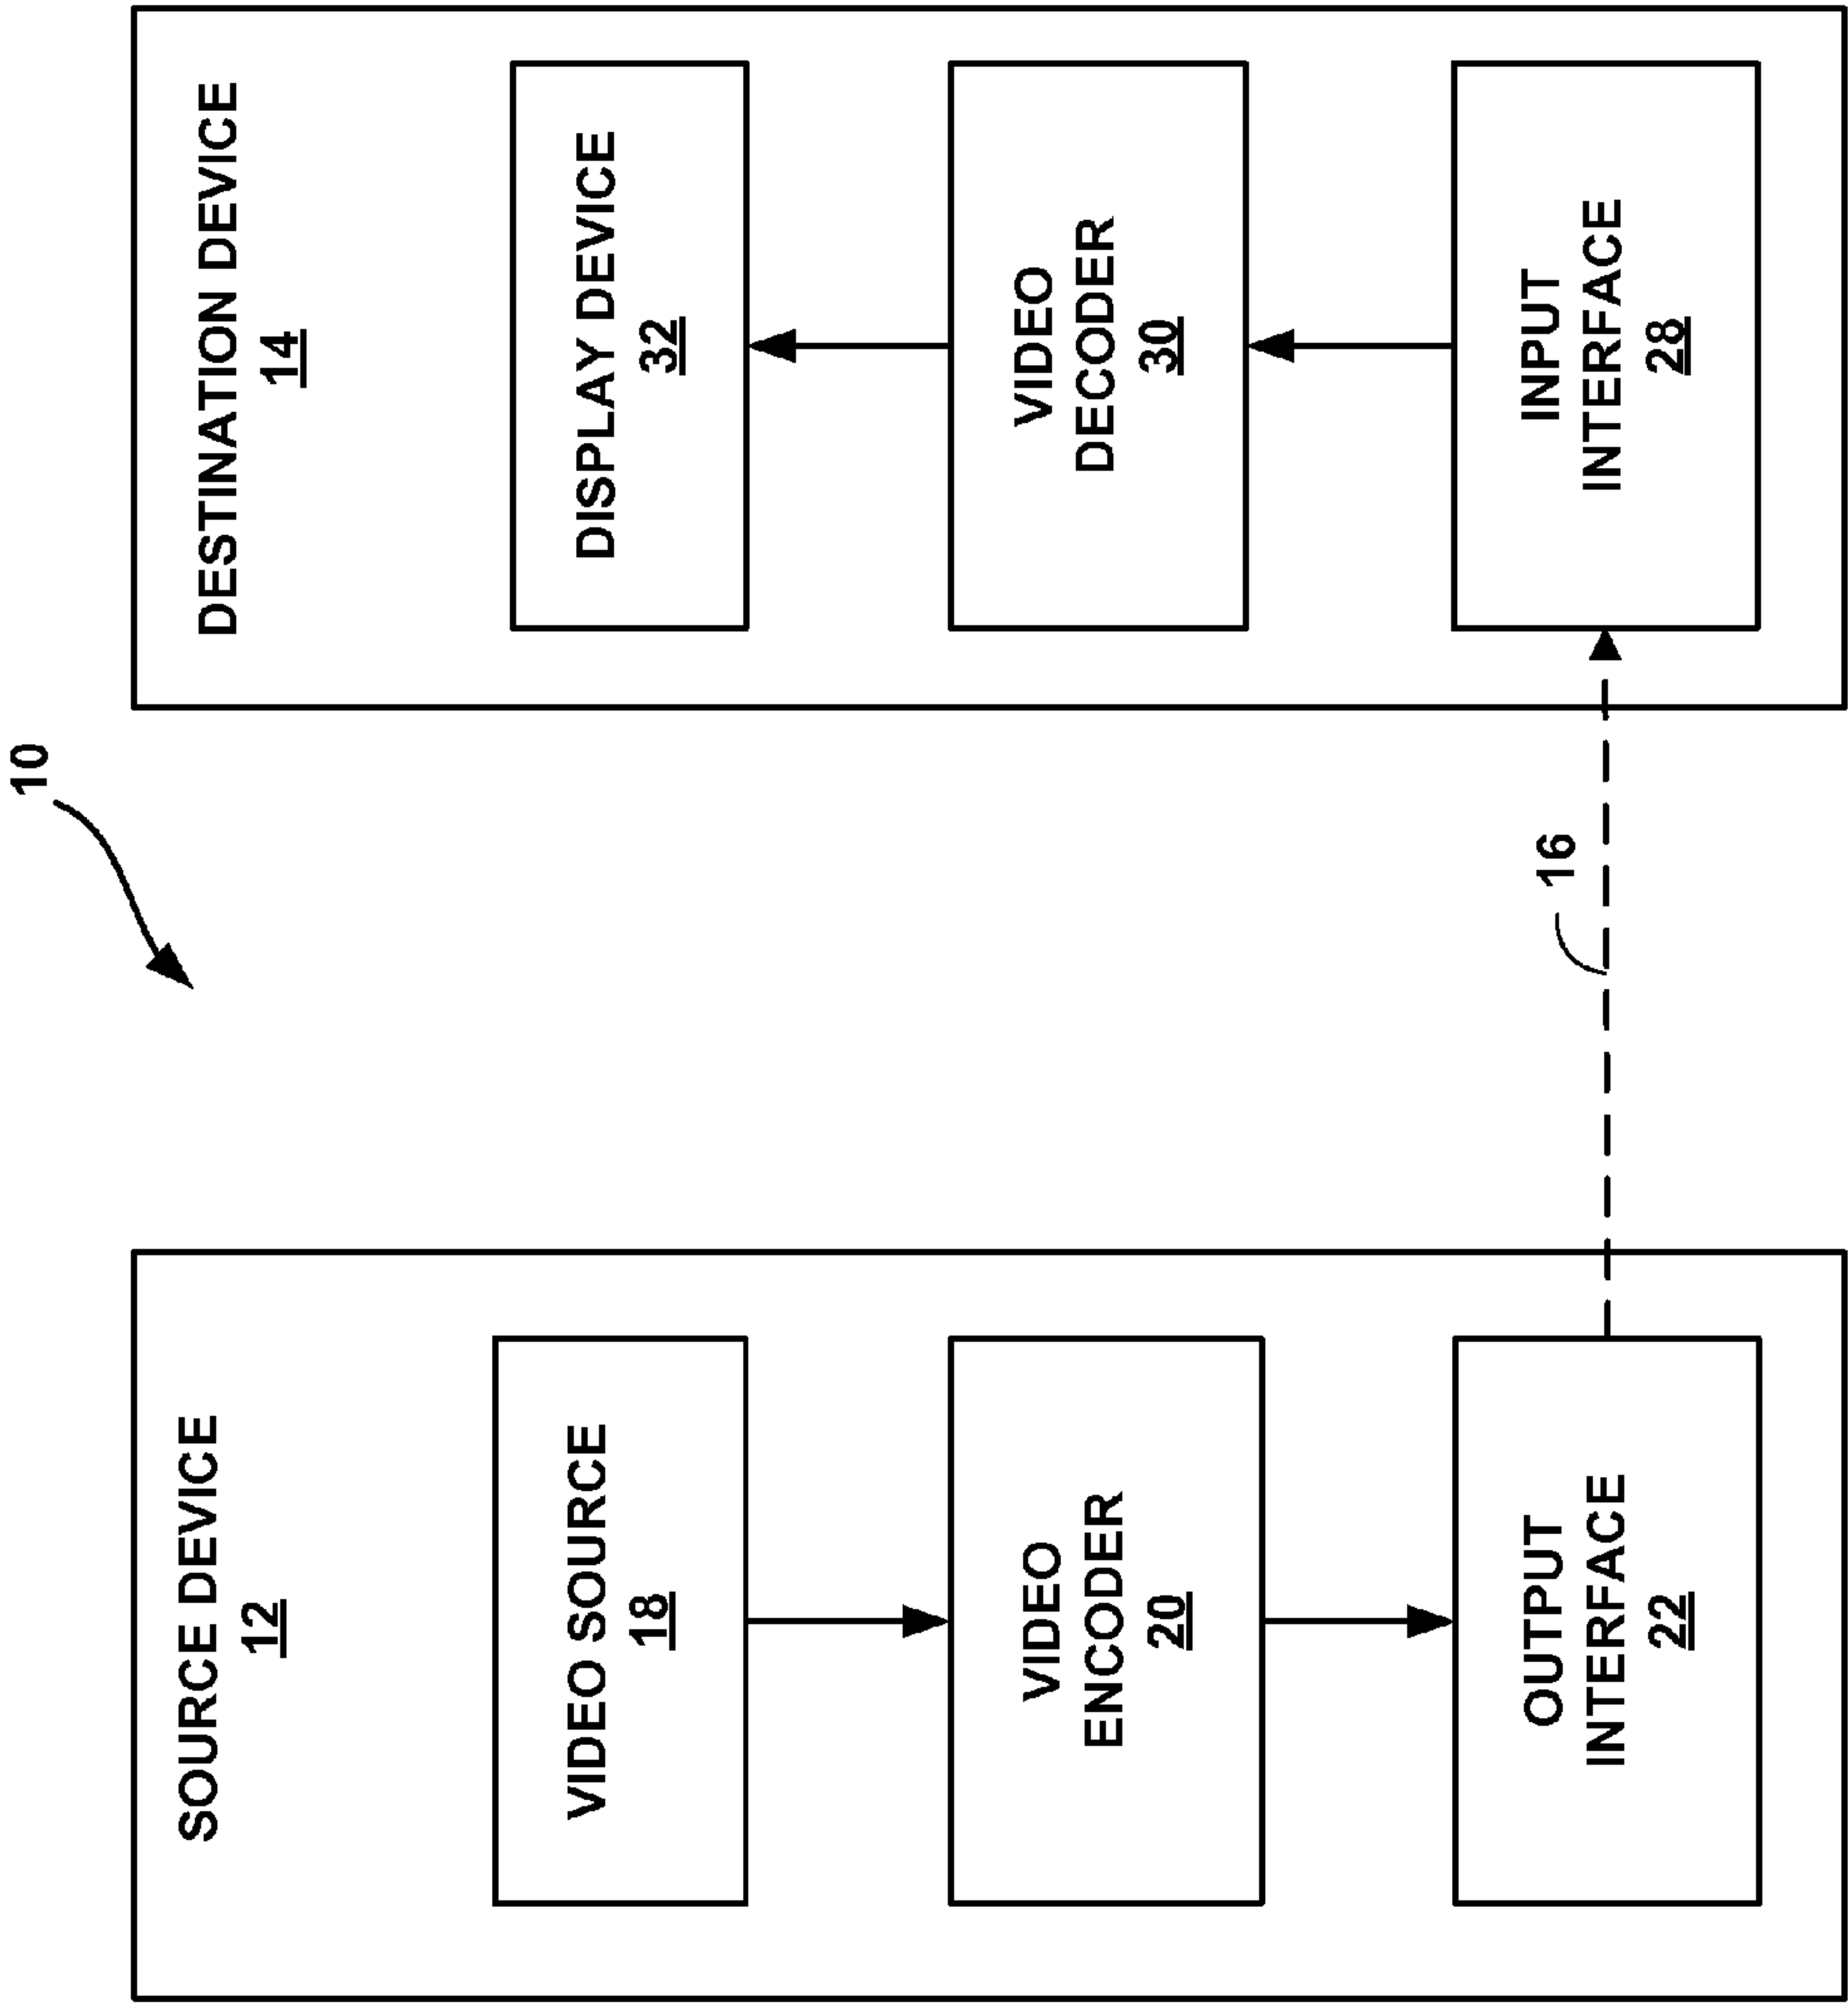 10
SOURCE DEVICE
12
VIDEO SOURCE
18
VIDEO
ENCODER
20
OUTPUT
INTERFACE
22
16
DESTINATION DEVICE
14
DISPLAY DEVICE
32
VIDEO
DECODER
30
INPUT
INTERFACE
28